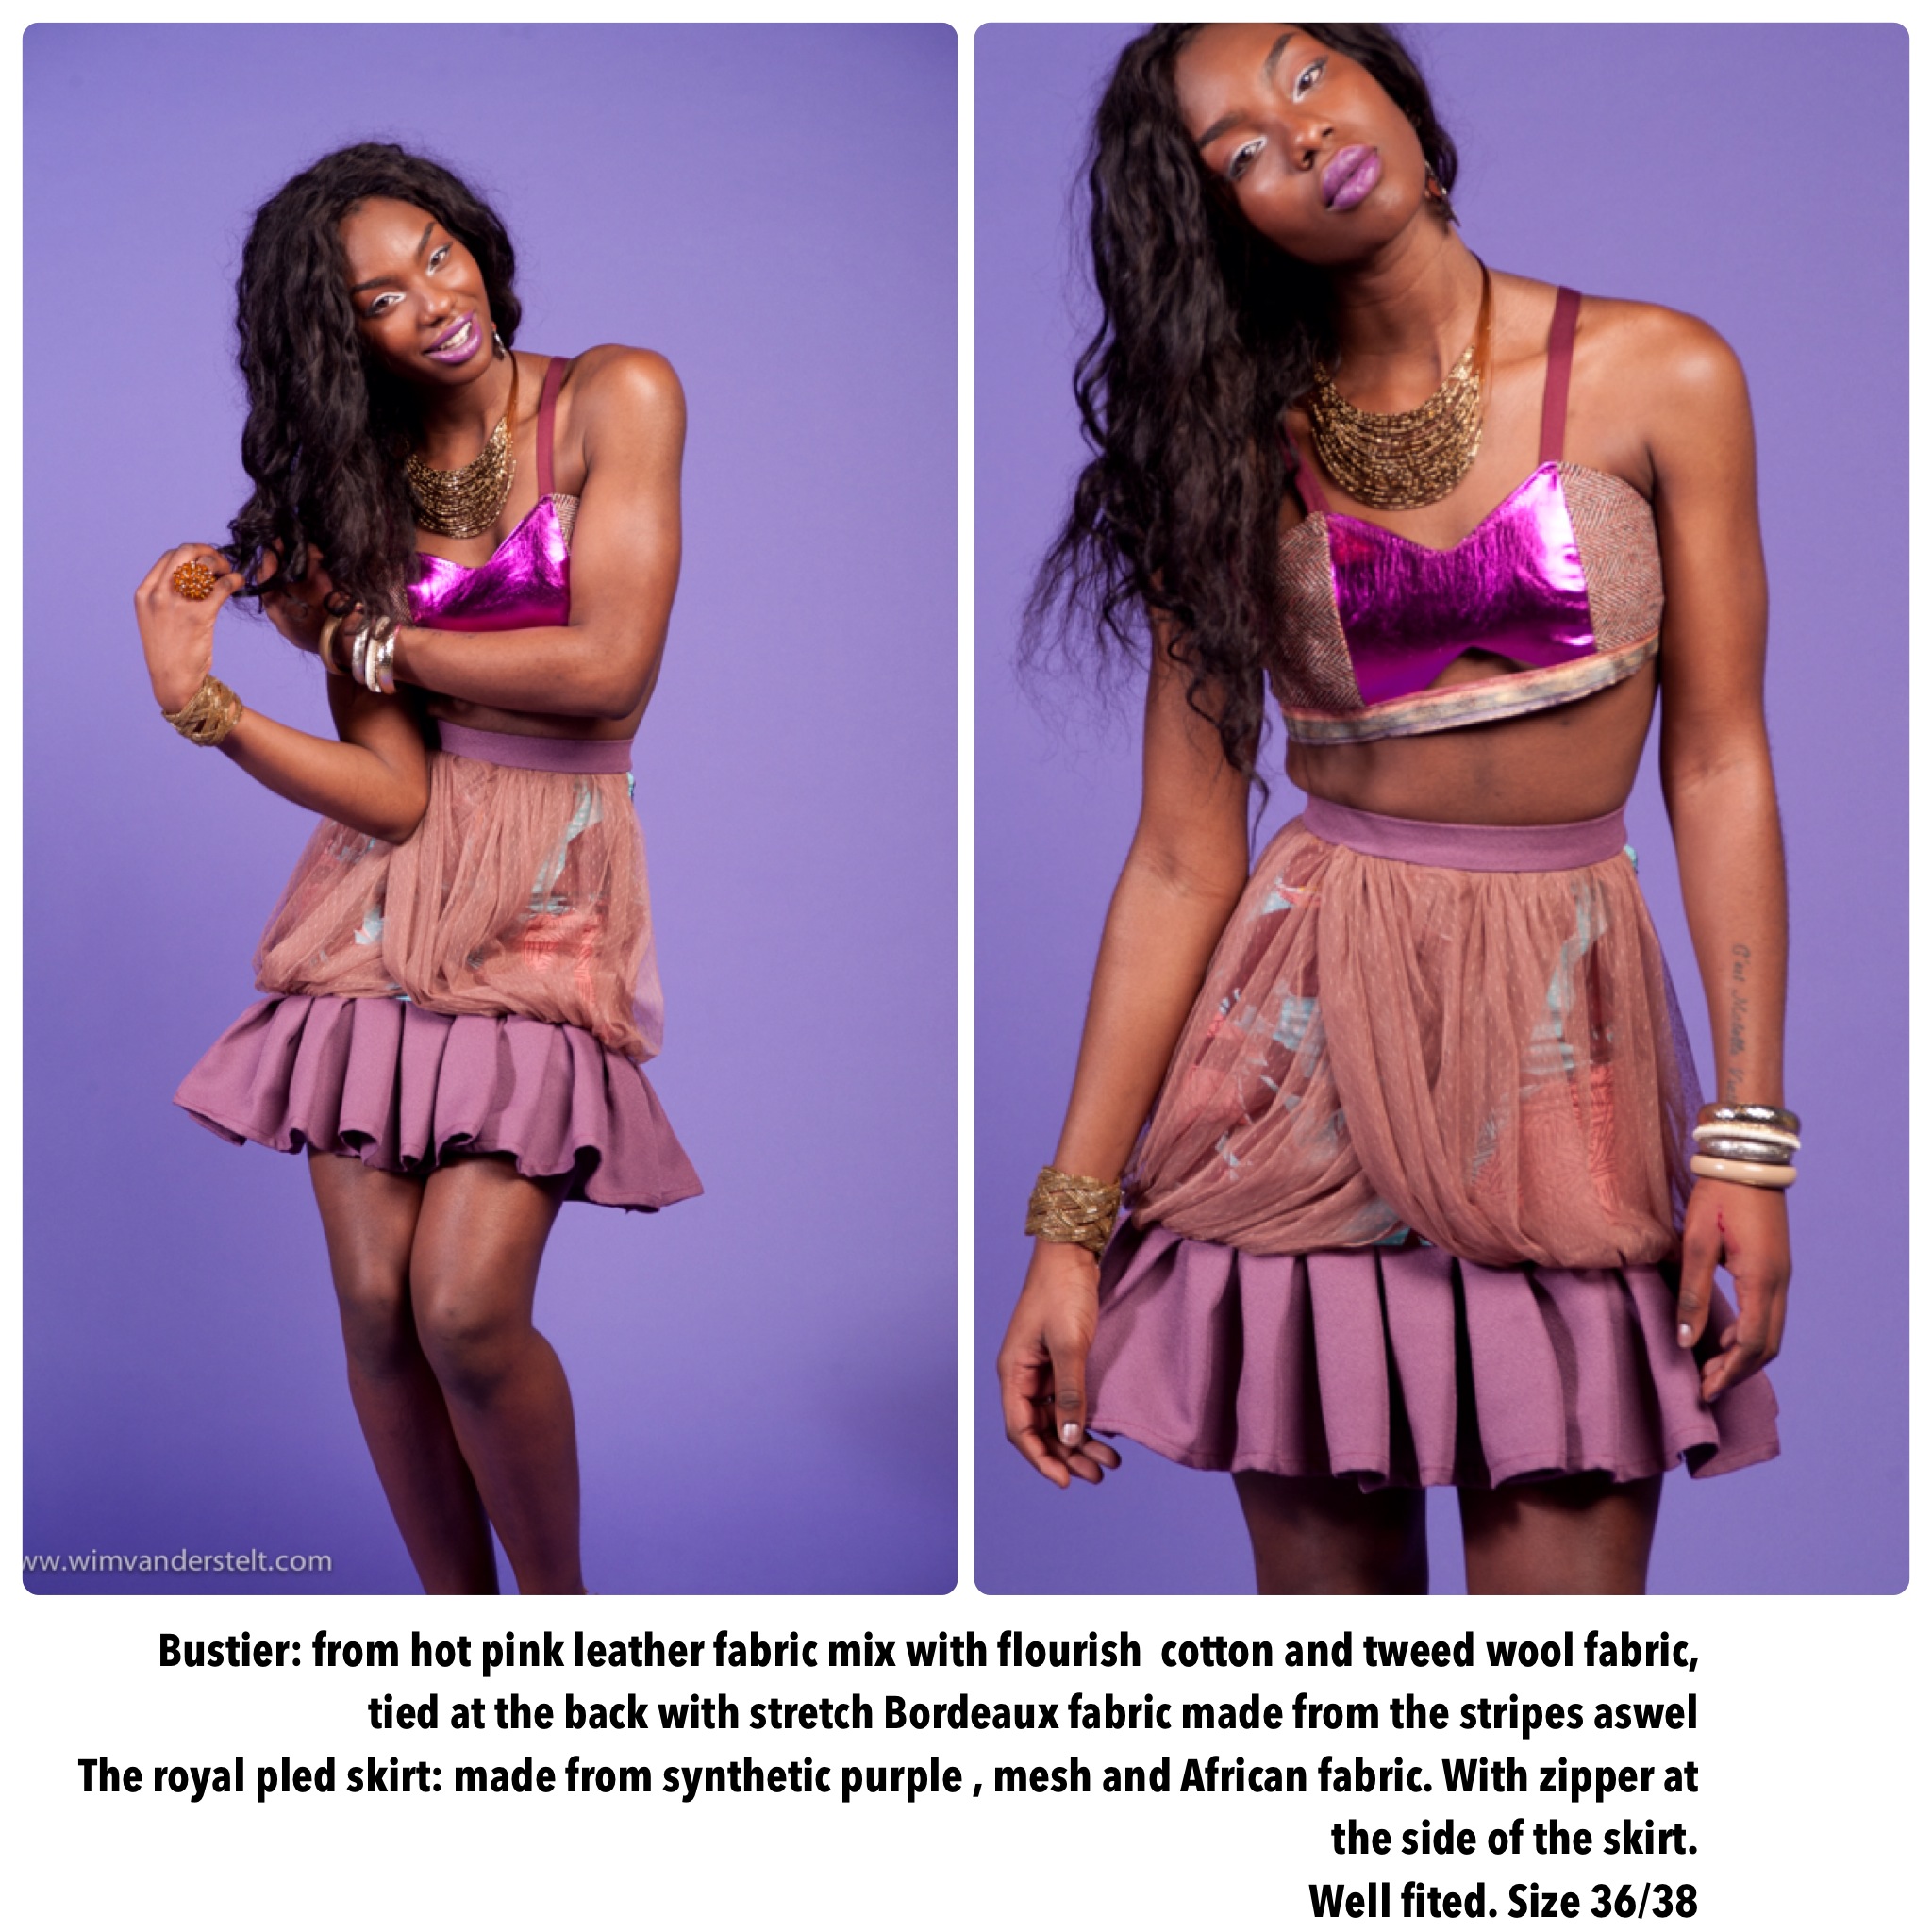 C'est
ww.wimvanderstelt.com
Bustier: from hot pink leather fabric mix with flourish  cotton and tweed wool fabric,
tied at the back with stretch Bordeaux fabric made from the stripes aswel
The royal pled skirt: made from synthetic purple , mesh and African fabric. With zipper at
the side of the skirt.
Well fited. Size 36/38